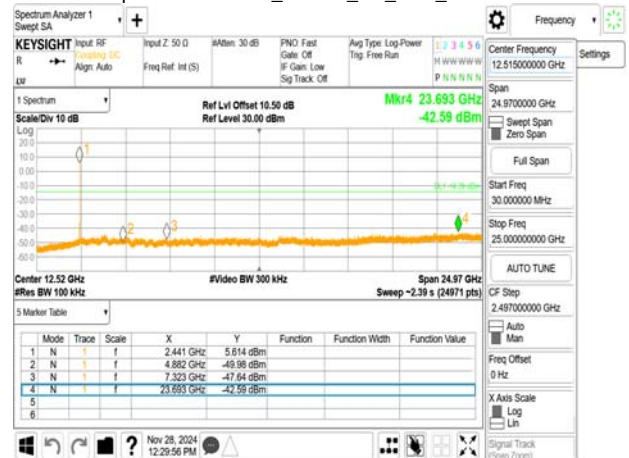 Spectrum Analyzer 1
Swept SA
Frequency
KEYSIGHT
R
Input: RF
Coupling: DC
Align: Auto
Input Z: 50 Ω
Freq Ref: Int (S)
#Atten: 30 dB
PNO: Fast
Gate: Off
IF Gain: Low
Sig Track: Off
Avg Type: Log-Power
Trig: Free Run
1 2 3 4 5 6
M W W W W W
P N N N N N
Center Frequency
12.515000000 GHz
Settings
Span
24.9700000 GHz
Swept Span
Zero Span
Full Span
Start Freq
30.000000 MHz
Stop Freq
25.000000000 GHz
AUTO TUNE
CF Step
2.497000000 GHz
Auto
Man
Freq Offset
0 Hz
X Axis Scale
Log
Lin
Signal Track
(Span Zoom)
1 Spectrum
Scale/Div 10 dB
Ref Lvl Offset 10.50 dB
Ref Level 30.00 dBm
Mkr4 23.693 GHz
-42.59 dBm
Log
20.0
10.0
0.00
-10.0
-20.0
-30.0
-40.0
-50.0
-60.0
1
2
3
4
Center 12.52 GHz
#Video BW 300 kHz
Span 24.97 GHz
#Res BW 100 kHz
Sweep ~2.39 s (24971 pts)
5 Marker Table
Mode Trace Scale X Y Function Function Width Function Value
1 N 1 f 2.441 GHz 5.614 dBm
2 N 1 f 4.882 GHz -49.98 dBm
3 N 1 f 7.323 GHz -47.64 dBm
4 N 1 f 23.693 GHz -42.59 dBm
5
6
Nov 28, 2024
12:29:56 PM